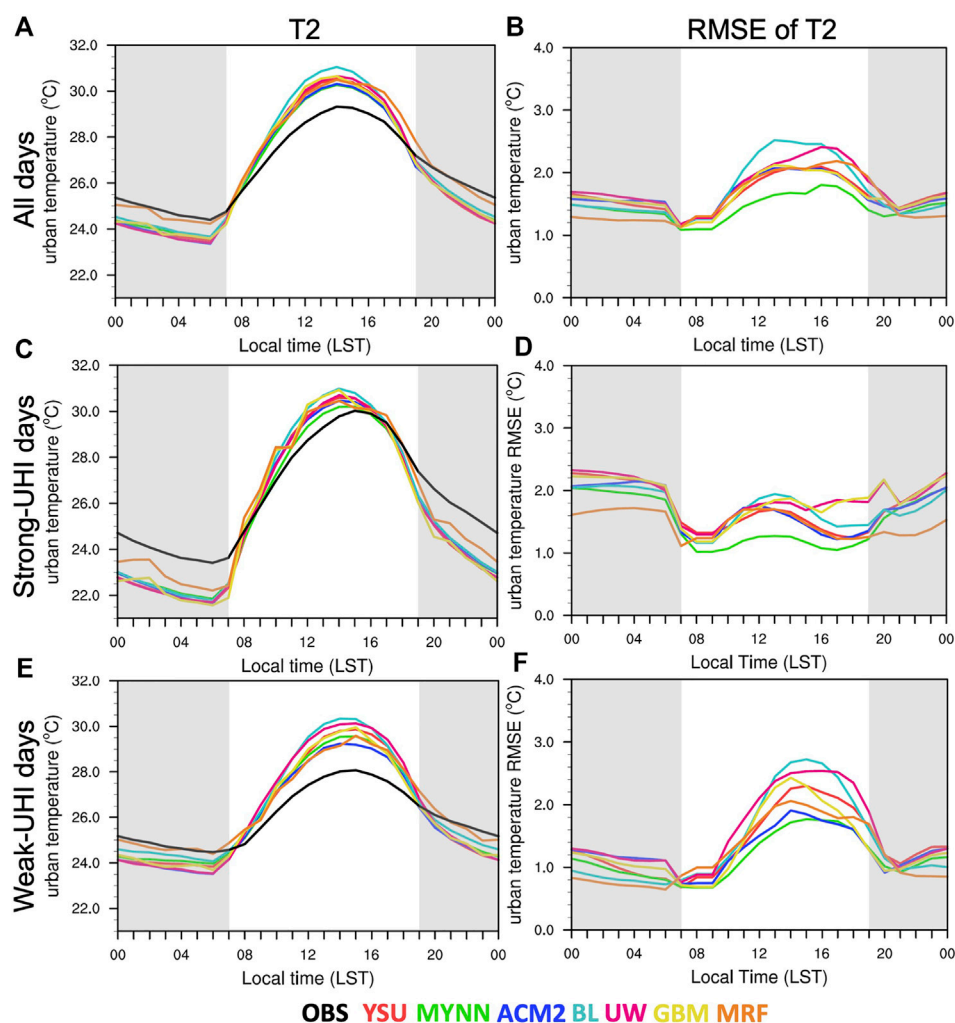 A T2
B RMSE of T2
All days
urban temperature (°C)
32.0
30.0
28.0
26.0
24.0
22.0
00 04 08 12 16 20 00
Local time (LST)
urban temperature (°C)
4.0
3.0
2.0
1.0
0.0
00 04 08 12 16 20 00
Local time (LST)
C
Strong-UHI days
urban temperature (°C)
32.0
30.0
28.0
26.0
24.0
22.0
00 04 08 12 16 20 00
Local time (LST)
D
urban temperature RMSE (°C)
4.0
3.0
2.0
1.0
0.0
00 04 08 12 16 20 00
Local Time (LST)
E
Weak-UHI days
urban temperature (°C)
32.0
30.0
28.0
26.0
24.0
22.0
00 04 08 12 16 20 00
Local time (LST)
F
urban temperature RMSE (°C)
4.0
3.0
2.0
1.0
0.0
00 04 08 12 16 20 00
Local Time (LST)
OBS YSU MYNN ACM2 BL UW GBM MRF